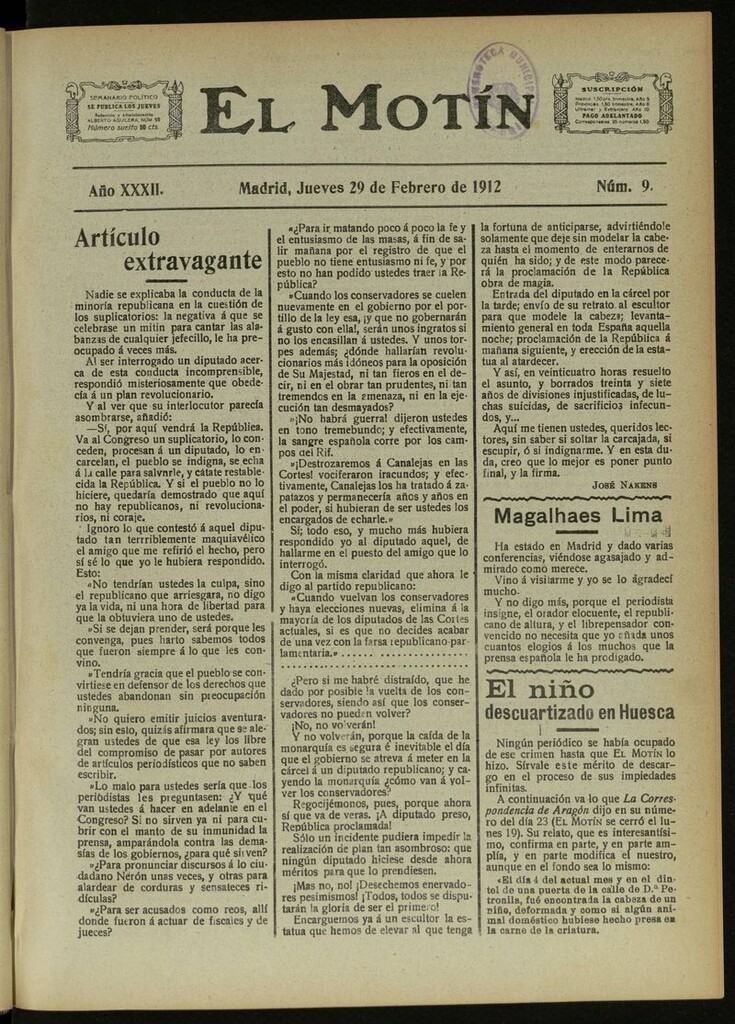 SEMANARIO POLÍTICO
SE PUBLICA LOS JUEVES
Redacción y Administración
ALBERTO AGUILERA, NÚM 58
Número suelto 10 cts.
EL MOTÍN
SUSCRIPCIÓN
PAGO ADELANTADO
Año XXXII.
Madrid, Jueves 29 de Febrero de 1912
Núm. 9.
Artículo
extravagante
Nadie se explicaba la conducta de la
minoría republicana en la cuestión de
los suplicatorios: la negativa á que se
celebrase un mitin para cantar las ala-
banzas de cualquier jefecillo, le ha pre-
ocupado á veces más.
Al ser interrogado un diputado acer-
ca de esta conducta incomprensible,
respondió misteriosamente que obede-
cía á un plan revolucionario.
Y al ver que su interlocutor parecía
asombrarse, añadió:
—Sí, por aquí vendrá la República.
Va al Congreso un suplicatorio, lo con-
ceden, procesan á un diputado, lo en-
carcelan, el pueblo se indigna, se echa
á la calle para salvarle, y cátate restable-
cida la República. Y si el pueblo no lo
hiciere, quedaría demostrado que aquí
no hay republicanos, ni revoluciona-
rios, ni coraje.
Ignoro lo que contestó á aquel dipu-
tado tan terrriblemente maquiavélico
el amigo que me refirió el hecho, pero
sí sé lo que yo le hubiera respondido.
Esto:
«No tendrían ustedes la culpa, sino
el republicano que arriesgara, no digo
ya la vida, ni una hora de libertad para
que la obtuviera uno de ustedes.
»Si se dejan prender, será porque les
convenga, pues harto sabemos todos
que fueron siempre á lo que les con-
vino.
»Tendría gracia que el pueblo se con-
virtiese en defensor de los derechos que
ustedes abandonan sin preocupación
ninguna.
»No quiero emitir juicios aventura-
dos; sin esto, quizás afirmara que se ale-
gran ustedes de que esa ley los libre
del compromiso de pasar por autores
de artículos periodísticos que no saben
escribir.
»Lo malo para ustedes sería que los
periodistas les preguntasen: ¿Y qué
van ustedes á hacer en adelante en el
Congreso? Si no sirven ya ni para cu-
brir con el manto de su inmunidad la
prensa, amparándola contra las dema-
sías de los gobiernos, ¿para qué sirven?
»¿Para pronunciar discursos á lo ciu-
dadano Nerón unas veces, y otras para
alardear de corduras y sensateces ri-
dículas?
»¿Para ser acusados como reos, allí
donde fueron á actuar de fiscales y de
jueces?
«¿Para ir matando poco á poco la fe y
el entusiasmo de las masas, á fin de sa-
lir mañana por el registro de que el
pueblo no tiene entusiasmo ni fe, y por
esto no han podido ustedes traer la Re-
pública?
»Cuando los conservadores se cuelen
nuevamente en el gobierno por el por-
tillo de la ley esa, ¡y que no gobernarán
á gusto con ella!, serán unos ingratos si
no los encasillan á ustedes. Y unos tor-
pes además; ¿dónde hallarían revolu-
cionarios más idóneos para la oposición
de Su Majestad, ni tan fieros en el de-
cir, ni en el obrar tan prudentes, ni tan
tremendos en la amenaza, ni en la eje-
cución tan desmayados?
»¡No habrá guerra! dijeron ustedes
en tono tremebundo; y efectivamente,
la sangre española corre por los cam-
pos del Rif.
»¡Destrozaremos á Canalejas en las
Cortes! vociferaron iracundos; y efec-
tivamente, Canalejas los ha tratado á za-
patazos y permanecería años y años en
el poder, si hubieran de ser ustedes los
encargados de echarle.»
Sí; todo eso, y mucho más hubiera
respondido yo al diputado aquel, de
hallarme en el puesto del amigo que lo
interrogó.
Con la misma claridad que ahora le
digo al partido republicano:
«Cuando vuelvan los conservadores
y haya elecciones nuevas, elimina á la
mayoría de los diputados de las Cortes
actuales, si es que no decides acabar
de una vez con la farsa republicano-par-
lamentaria.»
¿Pero si me habré distraído, que he
dado por posible la vuelta de los con-
servadores, siendo así que los conser-
vadores no pueden volver?
¡No, no volverán!
Y no volverán, porque la caída de la
monarquía es segura é inevitable el día
que el gobierno se atreva á meter en la
cárcel á un diputado republicano; y ca-
yendo la monarquía ¿cómo van á vol-
ver los conservadores?
Regocijémonos, pues, porque ahora
sí que va de veras. ¡A diputado preso,
República proclamada!
Sólo un incidente pudiera impedir la
realización de plan tan asombroso: que
ningún diputado hiciese desde ahora
méritos para que lo prendiesen.
¡Mas no, no! ¡Desechemos enervado-
res pesimismos! ¡Todos, todos se dispu-
tarán la gloria de ser el primero!
Encarguemos ya á un escultor la es-
tatua que hemos de elevar al que tenga
la fortuna de anticiparse, advirtiéndole
solamente que deje sin modelar la cabe-
za hasta el momento de enterarnos de
quién ha sido; y de este modo parece-
rá la proclamación de la República
obra de magia.
Entrada del diputado en la cárcel por
la tarde; envío de su retrato al escultor
para que modele la cabeza; levanta-
miento general en toda España aquella
noche; proclamación de la República á
mañana siguiente, y erección de la esta-
tua al atardecer.
Y así, en veinticuatro horas resuelto
el asunto, y borrados treinta y siete
años de divisiones injustificadas, de lu-
chas suicidas, de sacrificios infecun-
dos, y...
Aquí me tienen ustedes, queridos lec-
tores, sin saber si soltar la carcajada, si
escupir, ó si indignarme. Y en esta du-
da, creo que lo mejor es poner punto
final, y la firma.
JOSÉ NAKENS
Magalhaes Lima
Ha estado en Madrid y dado varias
conferencias, viéndose agasajado y ad-
mirado como merece.
Vino á visitarme y yo se lo agradecí
mucho.
Y no digo más, porque el periodista
insigne, el orador elocuente, el republi-
cano de altura, y el librepensador con-
vencido no necesita que yo añada unos
cuantos elogios á los muchos que la
prensa española le ha prodigado.
El niño
descuartizado en Huesca
Ningún periódico se había ocupado
de ese crimen hasta que EL MOTÍN lo
hizo. Sírvale este mérito de descar-
go en el proceso de sus impiedades
infinitas.
A continuación va lo que La Corres-
pondencia de Aragón dijo en su núme-
ro del día 23 (EL MOTÍN se cerró el lu-
nes 19). Su relato, que es interesantísi-
mo, confirma en parte, y en parte am-
plía, y en parte modifica el nuestro,
aunque en el fondo sea lo mismo:
«El día 4 del actual mes y en el din-
tel de una puerta de la calle de D.ª Pe-
tronila, fué encontrada la cabeza de un
niño, deformada y como si algún ani-
mal doméstico hubiese hecho presa en
la carne de la criatura.